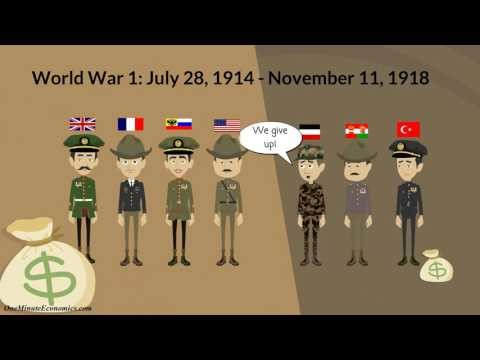 World War 1: July 28, 1914 - November 11, 1918
We give
up!
$
$
OneMinuteEconomics.com